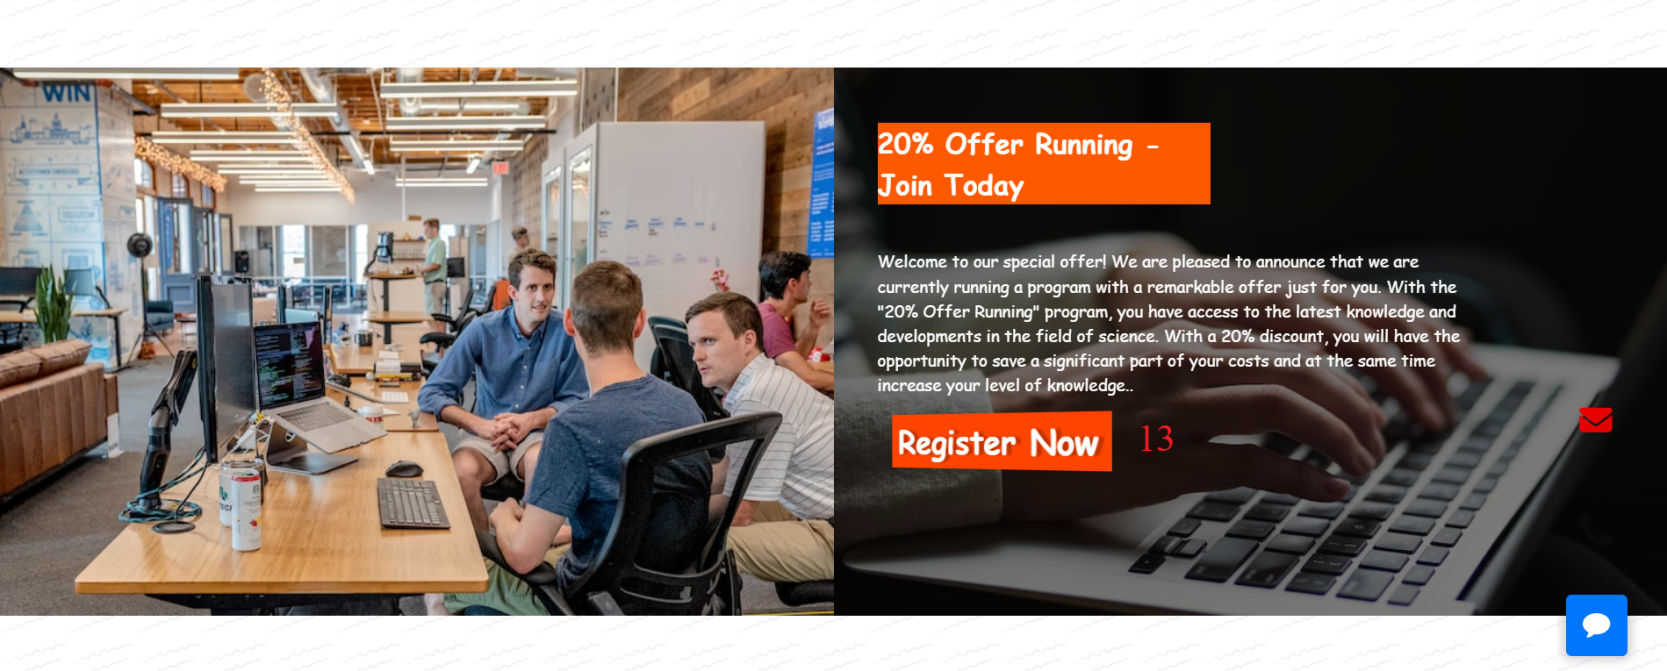 WIN
20% Offer Running -
Join Today
Welcome to our special offer! We are pleased to announce that we are
currently running a program with a remarkable offer just for you. With the
"20% Offer Running" program, you have access to the latest knowledge and
developments in the field of science. With a 20% discount, you will have the
opportunity to save a significant part of your costs and at the same time
increase your level of knowledge..
Register Now 13